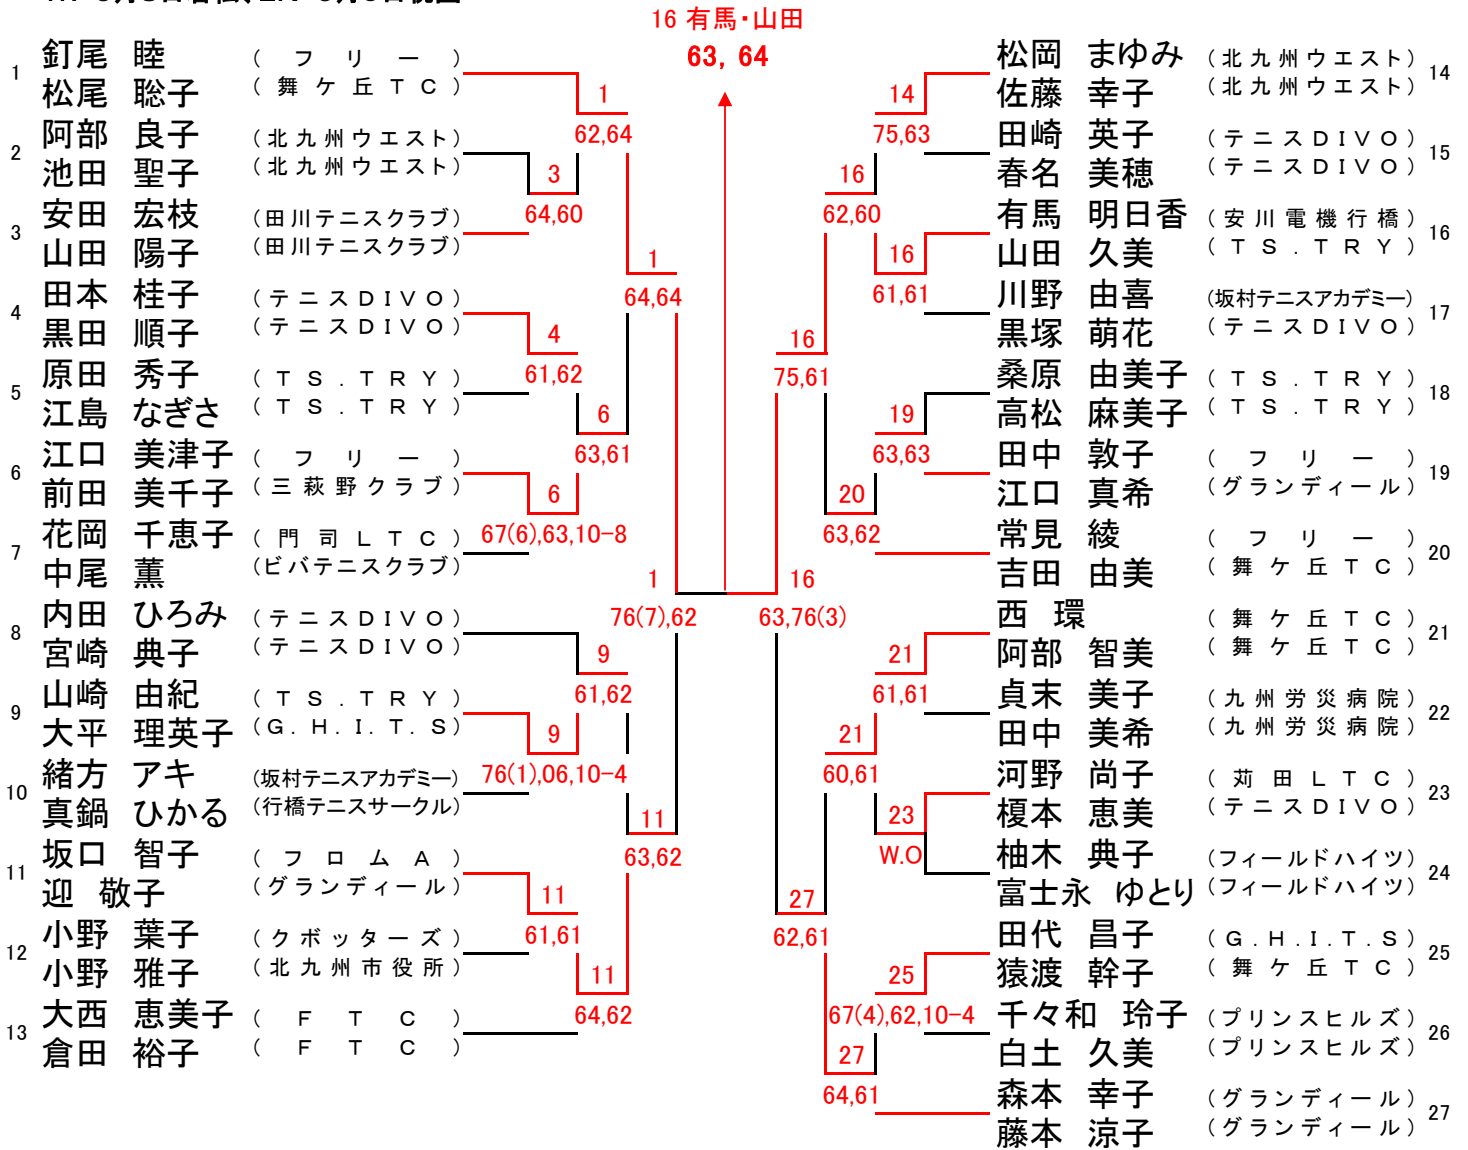 16 有馬・山田
63, 64
1 釘尾 睦 (フリー)
松尾 聡子 (舞ケ丘TC)
2 阿部 良子 (北九州ウエスト)
池田 聖子 (北九州ウエスト)
3 安田 宏枝 (田川テニスクラブ)
山田 陽子 (田川テニスクラブ)
4 田本 桂子 (テニスDIVO)
黒田 順子 (テニスDIVO)
5 原田 秀子 (TS.TRY)
江島 なぎさ (TS.TRY)
6 江口 美津子 (フリー)
前田 美千子 (三萩野クラブ)
7 花岡 千恵子 (門司LTC)
中尾 薫 (ビバテニスクラブ)
8 内田 ひろみ (テニスDIVO)
宮崎 典子 (テニスDIVO)
9 山崎 由紀 (TS.TRY)
大平 理英子 (G.H.I.T.S)
10 緒方 アキ (坂村テニスアカデミー)
真鍋 ひかる (行橋テニスサークル)
11 坂口 智子 (フロムA)
迎 敬子 (グランディール)
12 小野 葉子 (クボッターズ)
小野 雅子 (北九州市役所)
13 大西 恵美子 (FTC)
倉田 裕子 (FTC)
1
62,64
3
64,60
1
64,64
4
61,62
6
63,61
6
67(6),63,10-8
1
76(7),62
9
61,62
9
76(1),06,10-4
11
63,62
11
61,61
11
64,62
14
75,63
16
62,60
16
61,61
16
75,61
19
63,63
20
63,62
16
63,76(3)
21
61,61
21
60,61
23
W.O
27
62,61
25
67(4),62,10-4
27
64,61
松岡 まゆみ (北九州ウエスト) 14
佐藤 幸子 (北九州ウエスト)
田崎 英子 (テニスDIVO) 15
春名 美穂 (テニスDIVO)
有馬 明日香 (安川電機行橋) 16
山田 久美 (TS.TRY)
川野 由喜 (坂村テニスアカデミー) 17
黒塚 萌花 (テニスDIVO)
桑原 由美子 (TS.TRY) 18
高松 麻美子 (TS.TRY)
田中 敦子 (フリー) 19
江口 真希 (グランディール)
常見 綾 (フリー) 20
吉田 由美 (舞ケ丘TC)
西 環 (舞ケ丘TC) 21
阿部 智美 (舞ケ丘TC)
貞末 美子 (九州労災病院) 22
田中 美希 (九州労災病院)
河野 尚子 (苅田LTC) 23
榎本 恵美 (テニスDIVO)
柚木 典子 (フィールドハイツ) 24
富士永 ゆとり (フィールドハイツ)
田代 昌子 (G.H.I.T.S) 25
猿渡 幹子 (舞ケ丘TC)
千々和 玲子 (プリンスヒルズ) 26
白土 久美 (プリンスヒルズ)
森本 幸子 (グランディール) 27
藤本 涼子 (グランディール)